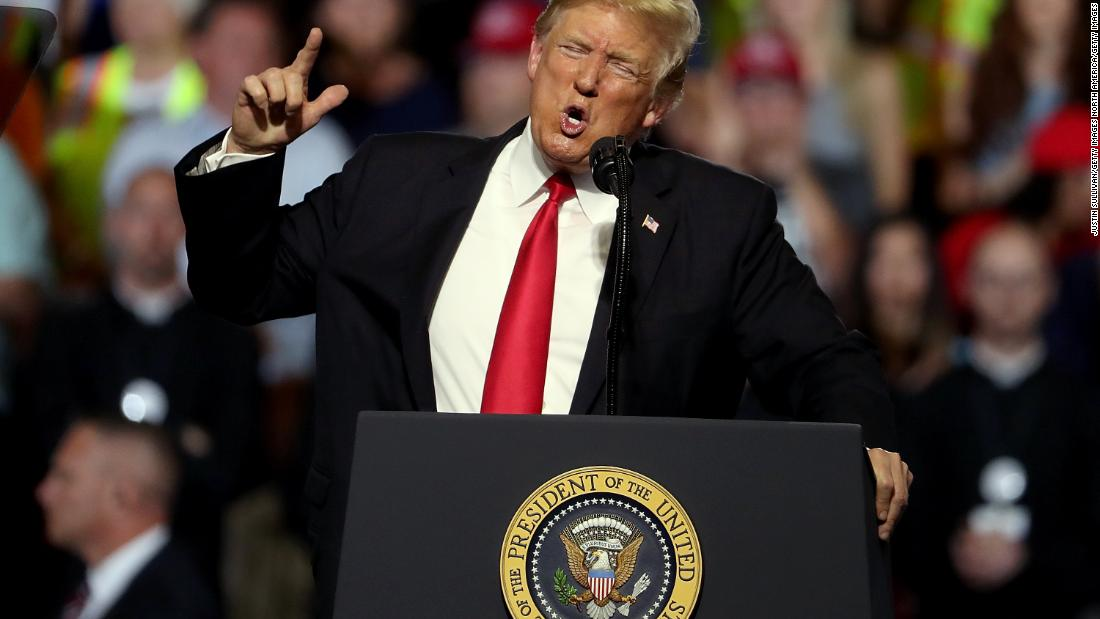 JUSTIN SULLIVAN/GETTY IMAGES NORTH AMERICA/GETTY IMAGES
PRESIDENT OF THE UNITED S
OF THE